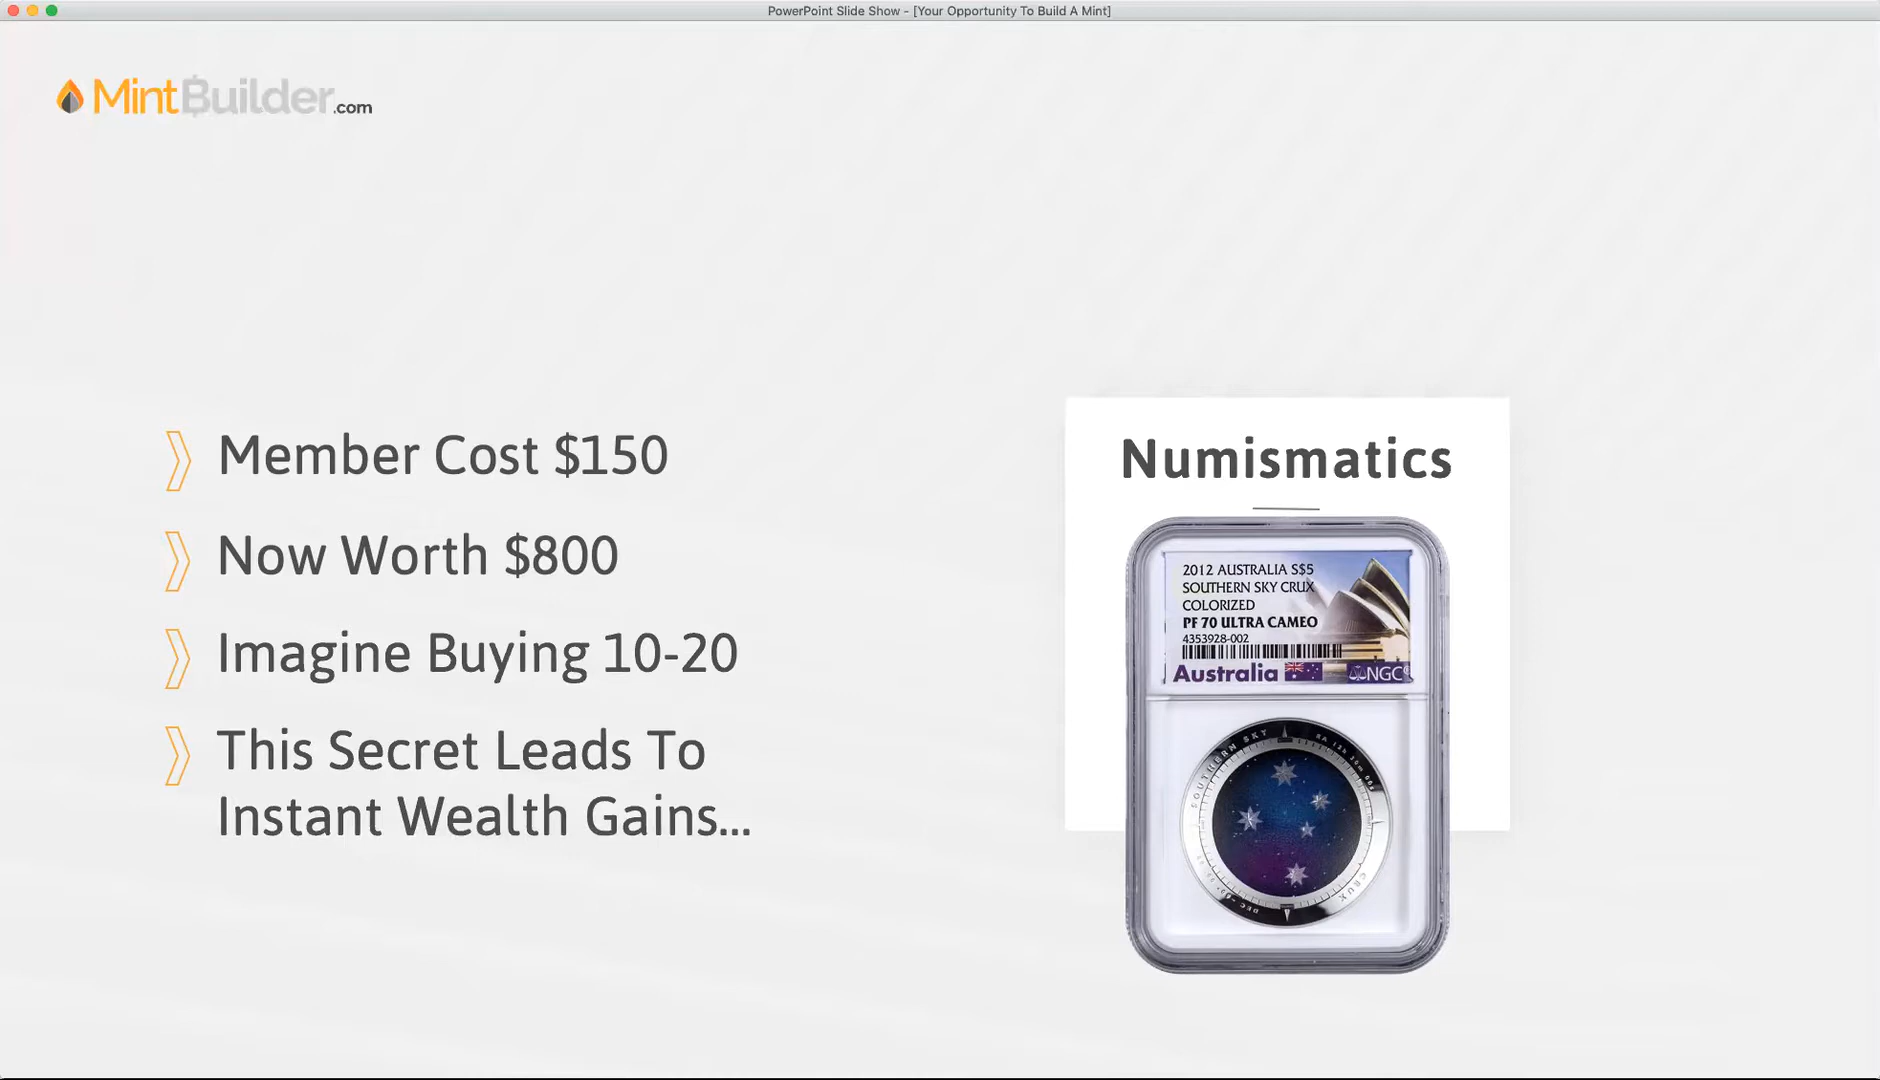 PowerPoint Slide Show - [Your Opportunity To Build A Mint]
MintBuilder.com
Member Cost $150
Now Worth $800
Imagine Buying 10-20
This Secret Leads To
Instant Wealth Gains...
Numismatics
2012 AUSTRALIA S$5
SOUTHERN SKY CRUX
COLORIZED
PF 70 ULTRA CAMEO
4353928-002
Australia NGC
SOUTHERN SKY
CRUX